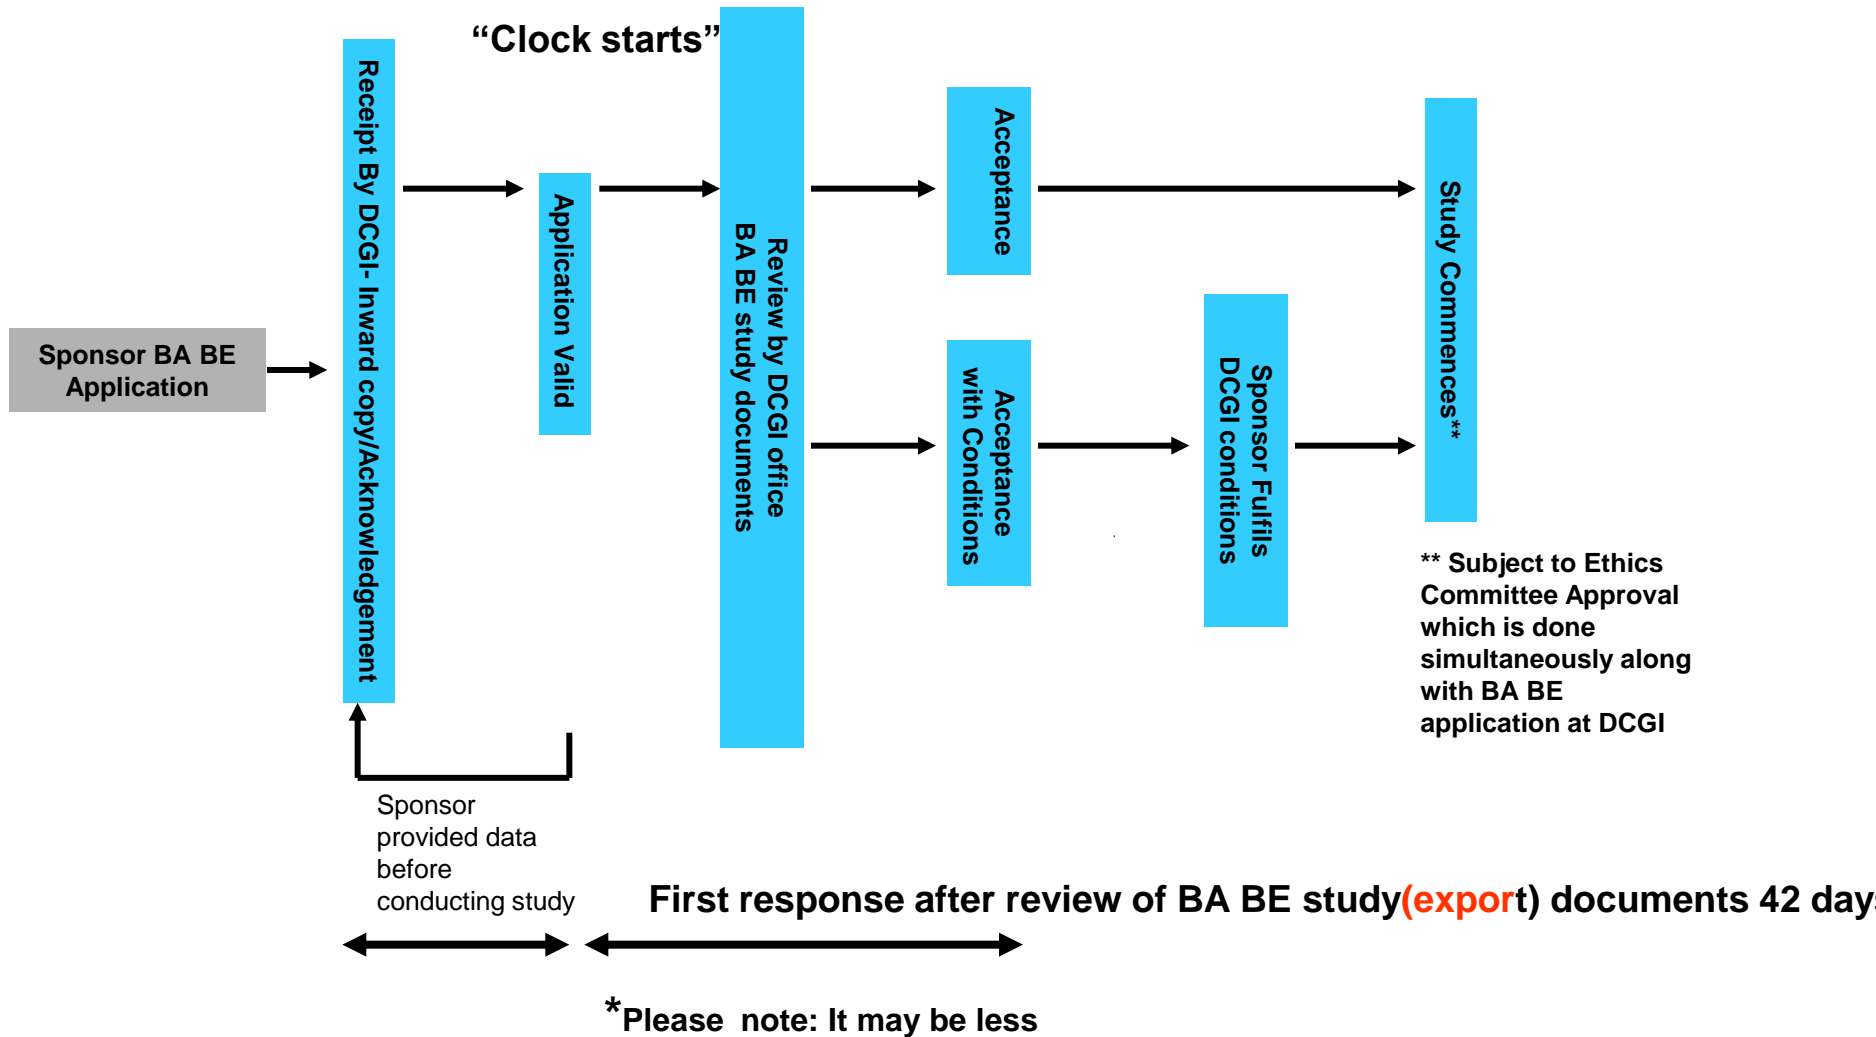 “Clock starts”
Sponsor BA BE
Application
Receipt By DCGI- Inward copy/Acknowledgement
Application Valid
Review by DCGI office
BA BE study documents
Acceptance
Acceptance
with Conditions
Sponsor Fulfils
DCGI conditions
Study Commences**
** Subject to Ethics
Committee Approval
which is done
simultaneously along
with BA BE
application at DCGI
Sponsor
provided data
before
conducting study
First response after review of BA BE study(export) documents 42 days
*Please note: It may be less